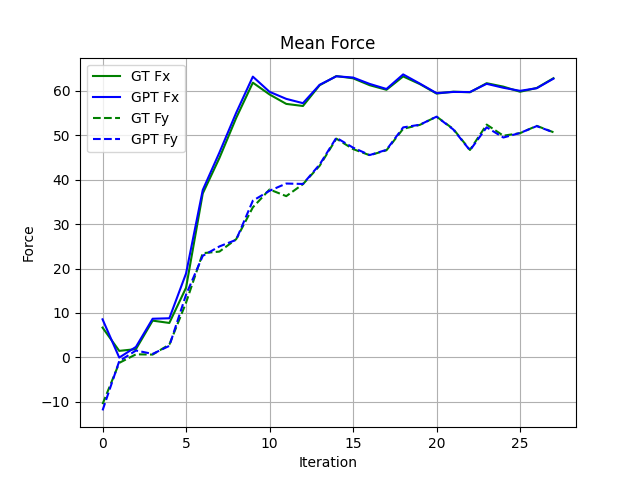 Mean Force
GT Fx
GPT Fx
GT Fy
GPT Fy
Force
60
50
40
30
20
10
0
−10
0 5 10 15 20 25
Iteration